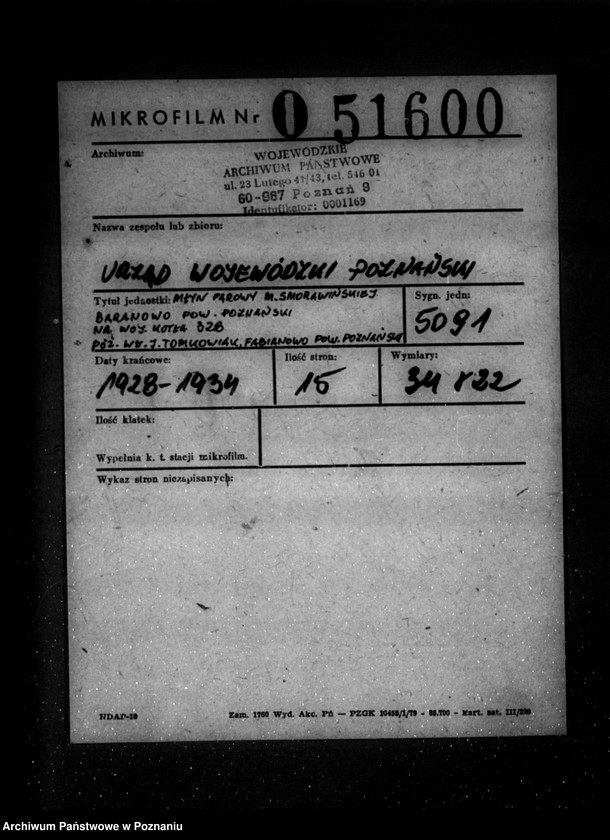 MIKROFILM Nr 0 51600
Archiwum:
WOJEWÓDZKIE
ARCHIWUM PAŃSTWOWE
ul. 23 Lutego 41/43, tel. 546-01
60-967 Poznań 9
Identyfikator: 0001169
Nazwa zespołu lub zbioru:
URZĄD WOJEWÓDZKI POZNAŃSKI
Tytuł jednostki: MŁYN PAROWY M. SMORAWIŃSKIEJ
BARANOWO POW. POZNAŃSKI
NR WOJ. KOTŁA 328
PÓŹ. WŁ. J. TOMKOWIAK, FABIANOWO POW. POZNAŃSKI
Sygn. jedn:
5091
Daty krańcowe:
1928-1934
Ilość stron:
15
Wymiary:
34 x 22
Ilość klatek:
Wypełnia k. t. stacji mikrofilm.
Wykaz stron niezapisanych:
NDAP-10
Zam. 1760 Wyd. Akc. Pń — PZGK 20456/1/79 - 85.700 - kart. sat. III/220
Archiwum Państwowe w Poznaniu